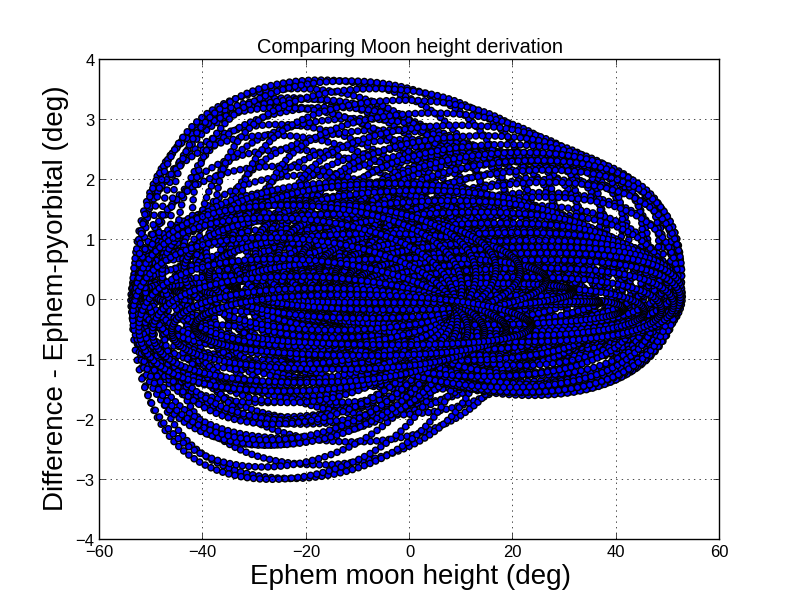 Comparing Moon height derivation
4
3
2
1
0
−1
−2
−3
−4
Difference - Ephem-pyorbital (deg)
−60 −40 −20 0 20 40 60
Ephem moon height (deg)